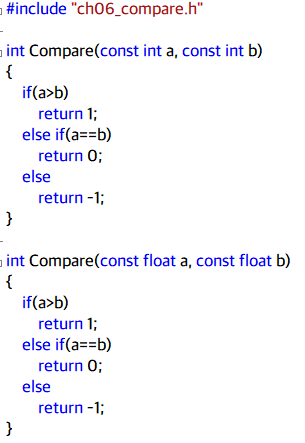 #include "ch06_compare.h"
int Compare(const int a, const int b)
{
if(a>b)
return 1;
else if(a==b)
return 0;
else
return -1;
}
int Compare(const float a, const float b)
{
if(a>b)
return 1;
else if(a==b)
return 0;
else
return -1;
}